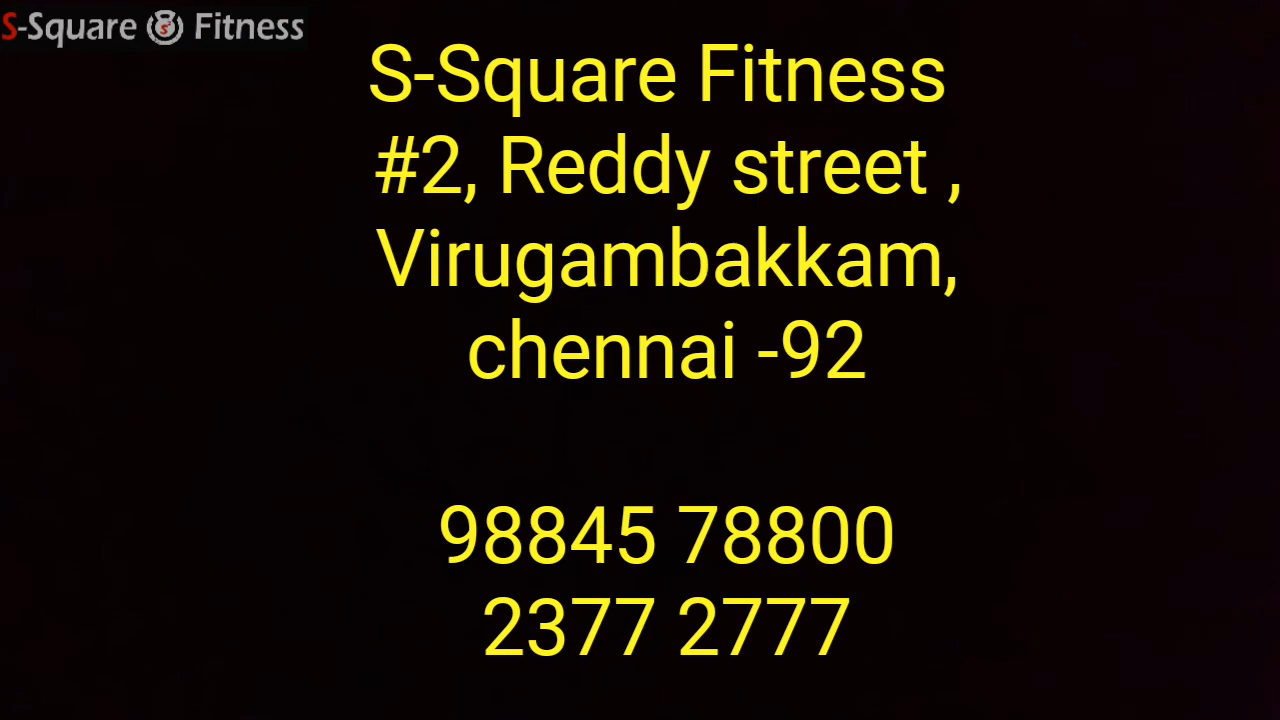 S-Square Fitness
S-Square Fitness
#2, Reddy street ,
Virugambakkam,
chennai -92
98845 78800
2377 2777